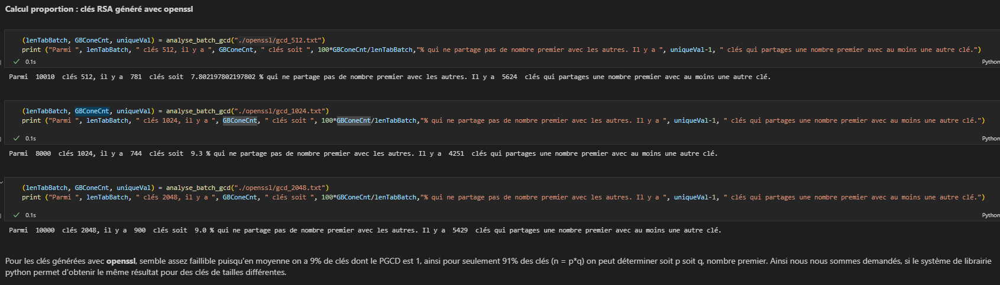 Calcul proportion : clés RSA généré avec openssl
(lenTabBatch, GBConeCnt, uniqueVal) = analyse_batch_gcd("./openssl/gcd_512.txt")
print ("Parmi ", lenTabBatch, " clés 512, il y a ", GBConeCnt, " clés soit ", 100*GBConeCnt/lenTabBatch,"% qui ne partage pas de nombre premier avec les autres. Il y a ", uniqueVal-1, " clés qui partages une nombre premier avec au moins une autre clé.")
0.1s
Python
Parmi  10010  clés 512, il y a  781  clés soit  7.802197802197802 % qui ne partage pas de nombre premier avec les autres. Il y a  5624  clés qui partages une nombre premier avec au moins une autre clé.
(lenTabBatch, GBConeCnt, uniqueVal) = analyse_batch_gcd("./openssl/gcd_1024.txt")
print ("Parmi ", lenTabBatch, " clés 1024, il y a ", GBConeCnt, " clés soit ", 100*GBConeCnt/lenTabBatch,"% qui ne partage pas de nombre premier avec les autres. Il y a ", uniqueVal-1, " clés qui partages une nombre premier avec au moins une autre clé.")
0.1s
Python
Parmi  8000  clés 1024, il y a  744  clés soit  9.3 % qui ne partage pas de nombre premier avec les autres. Il y a  4251  clés qui partages une nombre premier avec au moins une autre clé.
(lenTabBatch, GBConeCnt, uniqueVal) = analyse_batch_gcd("./openssl/gcd_2048.txt")
print ("Parmi ", lenTabBatch, " clés 2048, il y a ", GBConeCnt, " clés soit ", 100*GBConeCnt/lenTabBatch,"% qui ne partage pas de nombre premier avec les autres. Il y a ", uniqueVal-1, " clés qui partages une nombre premier avec au moins une autre clé.")
0.1s
Python
Parmi  10000  clés 2048, il y a  900  clés soit  9.0 % qui ne partage pas de nombre premier avec les autres. Il y a  5429  clés qui partages une nombre premier avec au moins une autre clé.
Pour les clés générées avec openssl, semble assez faillible puisqu'en moyenne on a 9% de clés dont le PGCD est 1, ainsi pour seulement 91% des clés (n = p*q) on peut déterminer soit p soit q, nombre premier. Ainsi nous nous sommes demandés, si le système de librairie
python permet d'obtenir le même résultat pour des clés de tailles différentes.